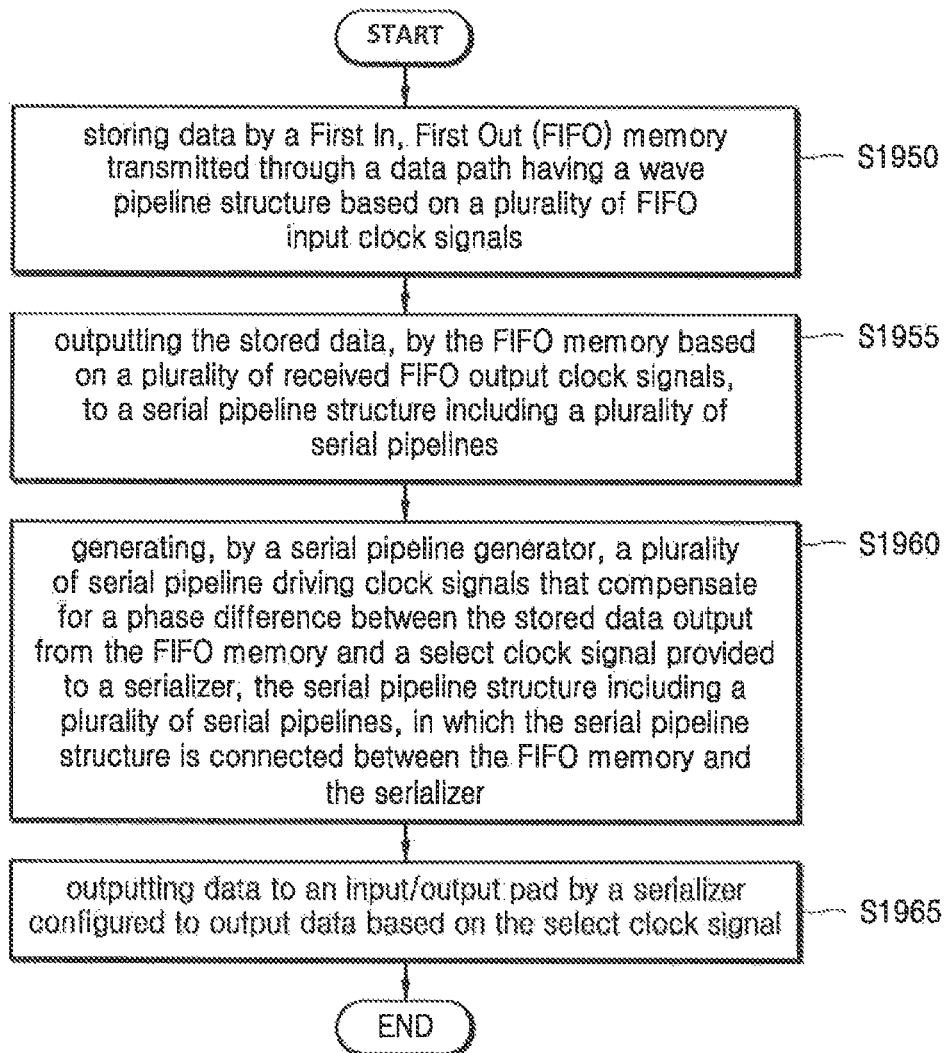 START
storing data by a First In, First Out (FIFO) memory
transmitted through a data path having a wave
pipeline structure based on a plurality of FIFO
input clock signals
S1950
outputting the stored data, by the FIFO memory based
on a plurality of received FIFO output clock signals,
to a serial pipeline structure including a plurality of
serial pipelines
S1955
generating, by a serial pipeline generator, a plurality
of serial pipeline driving clock signals that compensate
for a phase difference between the stored data output
from the FIFO memory and a select clock signal provided
to a serializer, the serial pipeline structure including a
plurality of serial pipelines, in which the serial pipeline
structure is connected between the FIFO memory and
the serializer
S1960
outputting data to an input/output pad by a serializer
configured to output data based on the select clock signal
S1965
END